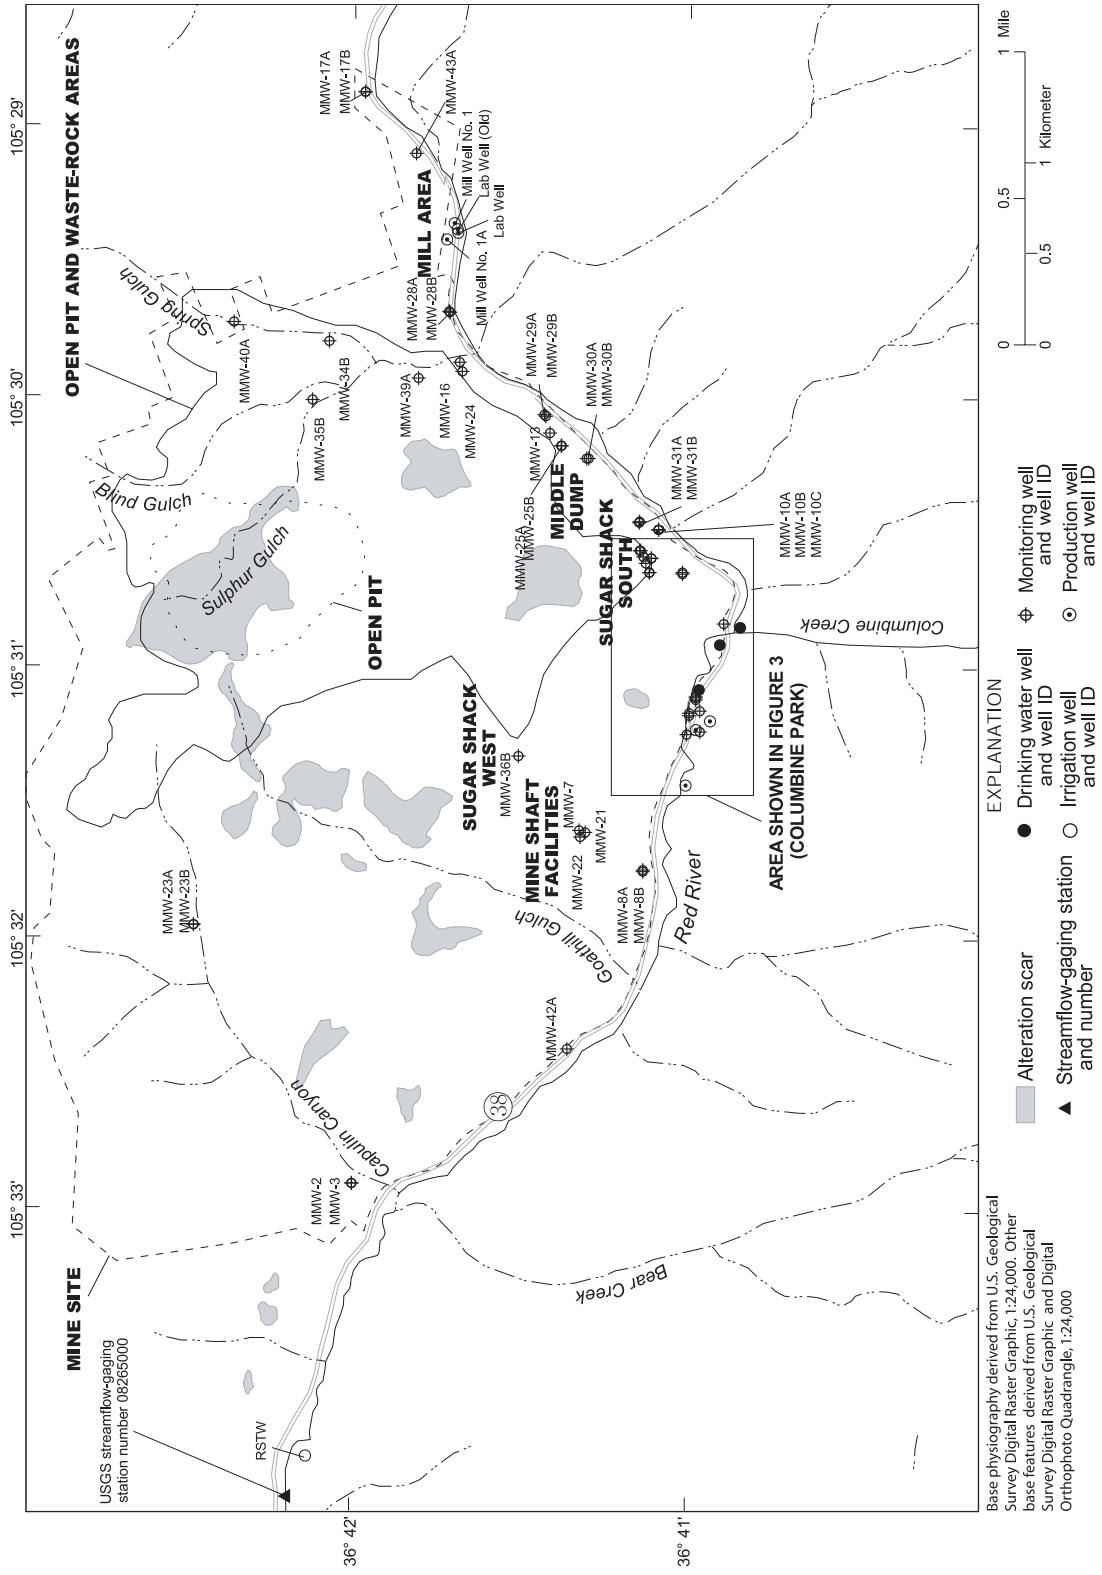 105° 33'
105° 32'
105° 31'
105° 30'
105° 29'
36° 42'
36° 41'
USGS streamflow-gaging
station number 08265000
RSTW
MINE SITE
MMW-2
MMW-3
Capulin Canyon
MMW-23A
MMW-23B
38
MMW-42A
Bear Creek
Goathill Gulch
Red River
MMW-8A
MMW-8B
MINE SHAFT
FACILITIES
MMW-22
MMW-7
MMW-21
SUGAR SHACK
WEST
MMW-36B
OPEN PIT
Sulphur Gulch
Blind Gulch
OPEN PIT AND WASTE-ROCK AREAS
Spring Gulch
MMW-40A
MMW-34B
MMW-35B
MMW-39A
MMW-16
MMW-24
MMW-28A
MMW-28B
MILL AREA
MMW-17A
MMW-17B
MMW-43A
Mill Well No. 1
Lab Well (Old)
Lab Well
Mill Well No. 1A
MMW-29A
MMW-29B
MMW-30A
MMW-30B
MMW-13
MMW-25A
MMW-25B
MIDDLE
DUMP
SUGAR SHACK
SOUTH
MMW-31A
MMW-31B
MMW-10A
MMW-10B
MMW-10C
Columbine Creek
AREA SHOWN IN FIGURE 3
(COLUMBINE PARK)
Base physiography derived from U.S. Geological
Survey Digital Raster Graphic, 1:24,000. Other
base features derived from U.S. Geological
Survey Digital Raster Graphic and Digital
Orthophoto Quadrangle, 1:24,000
EXPLANATION
Alteration scar
Streamflow-gaging station
and number
Drinking water well
and well ID
Irrigation well
and well ID
Monitoring well
and well ID
Production well
and well ID
0
0.5
1 Mile
0
0.5
1 Kilometer